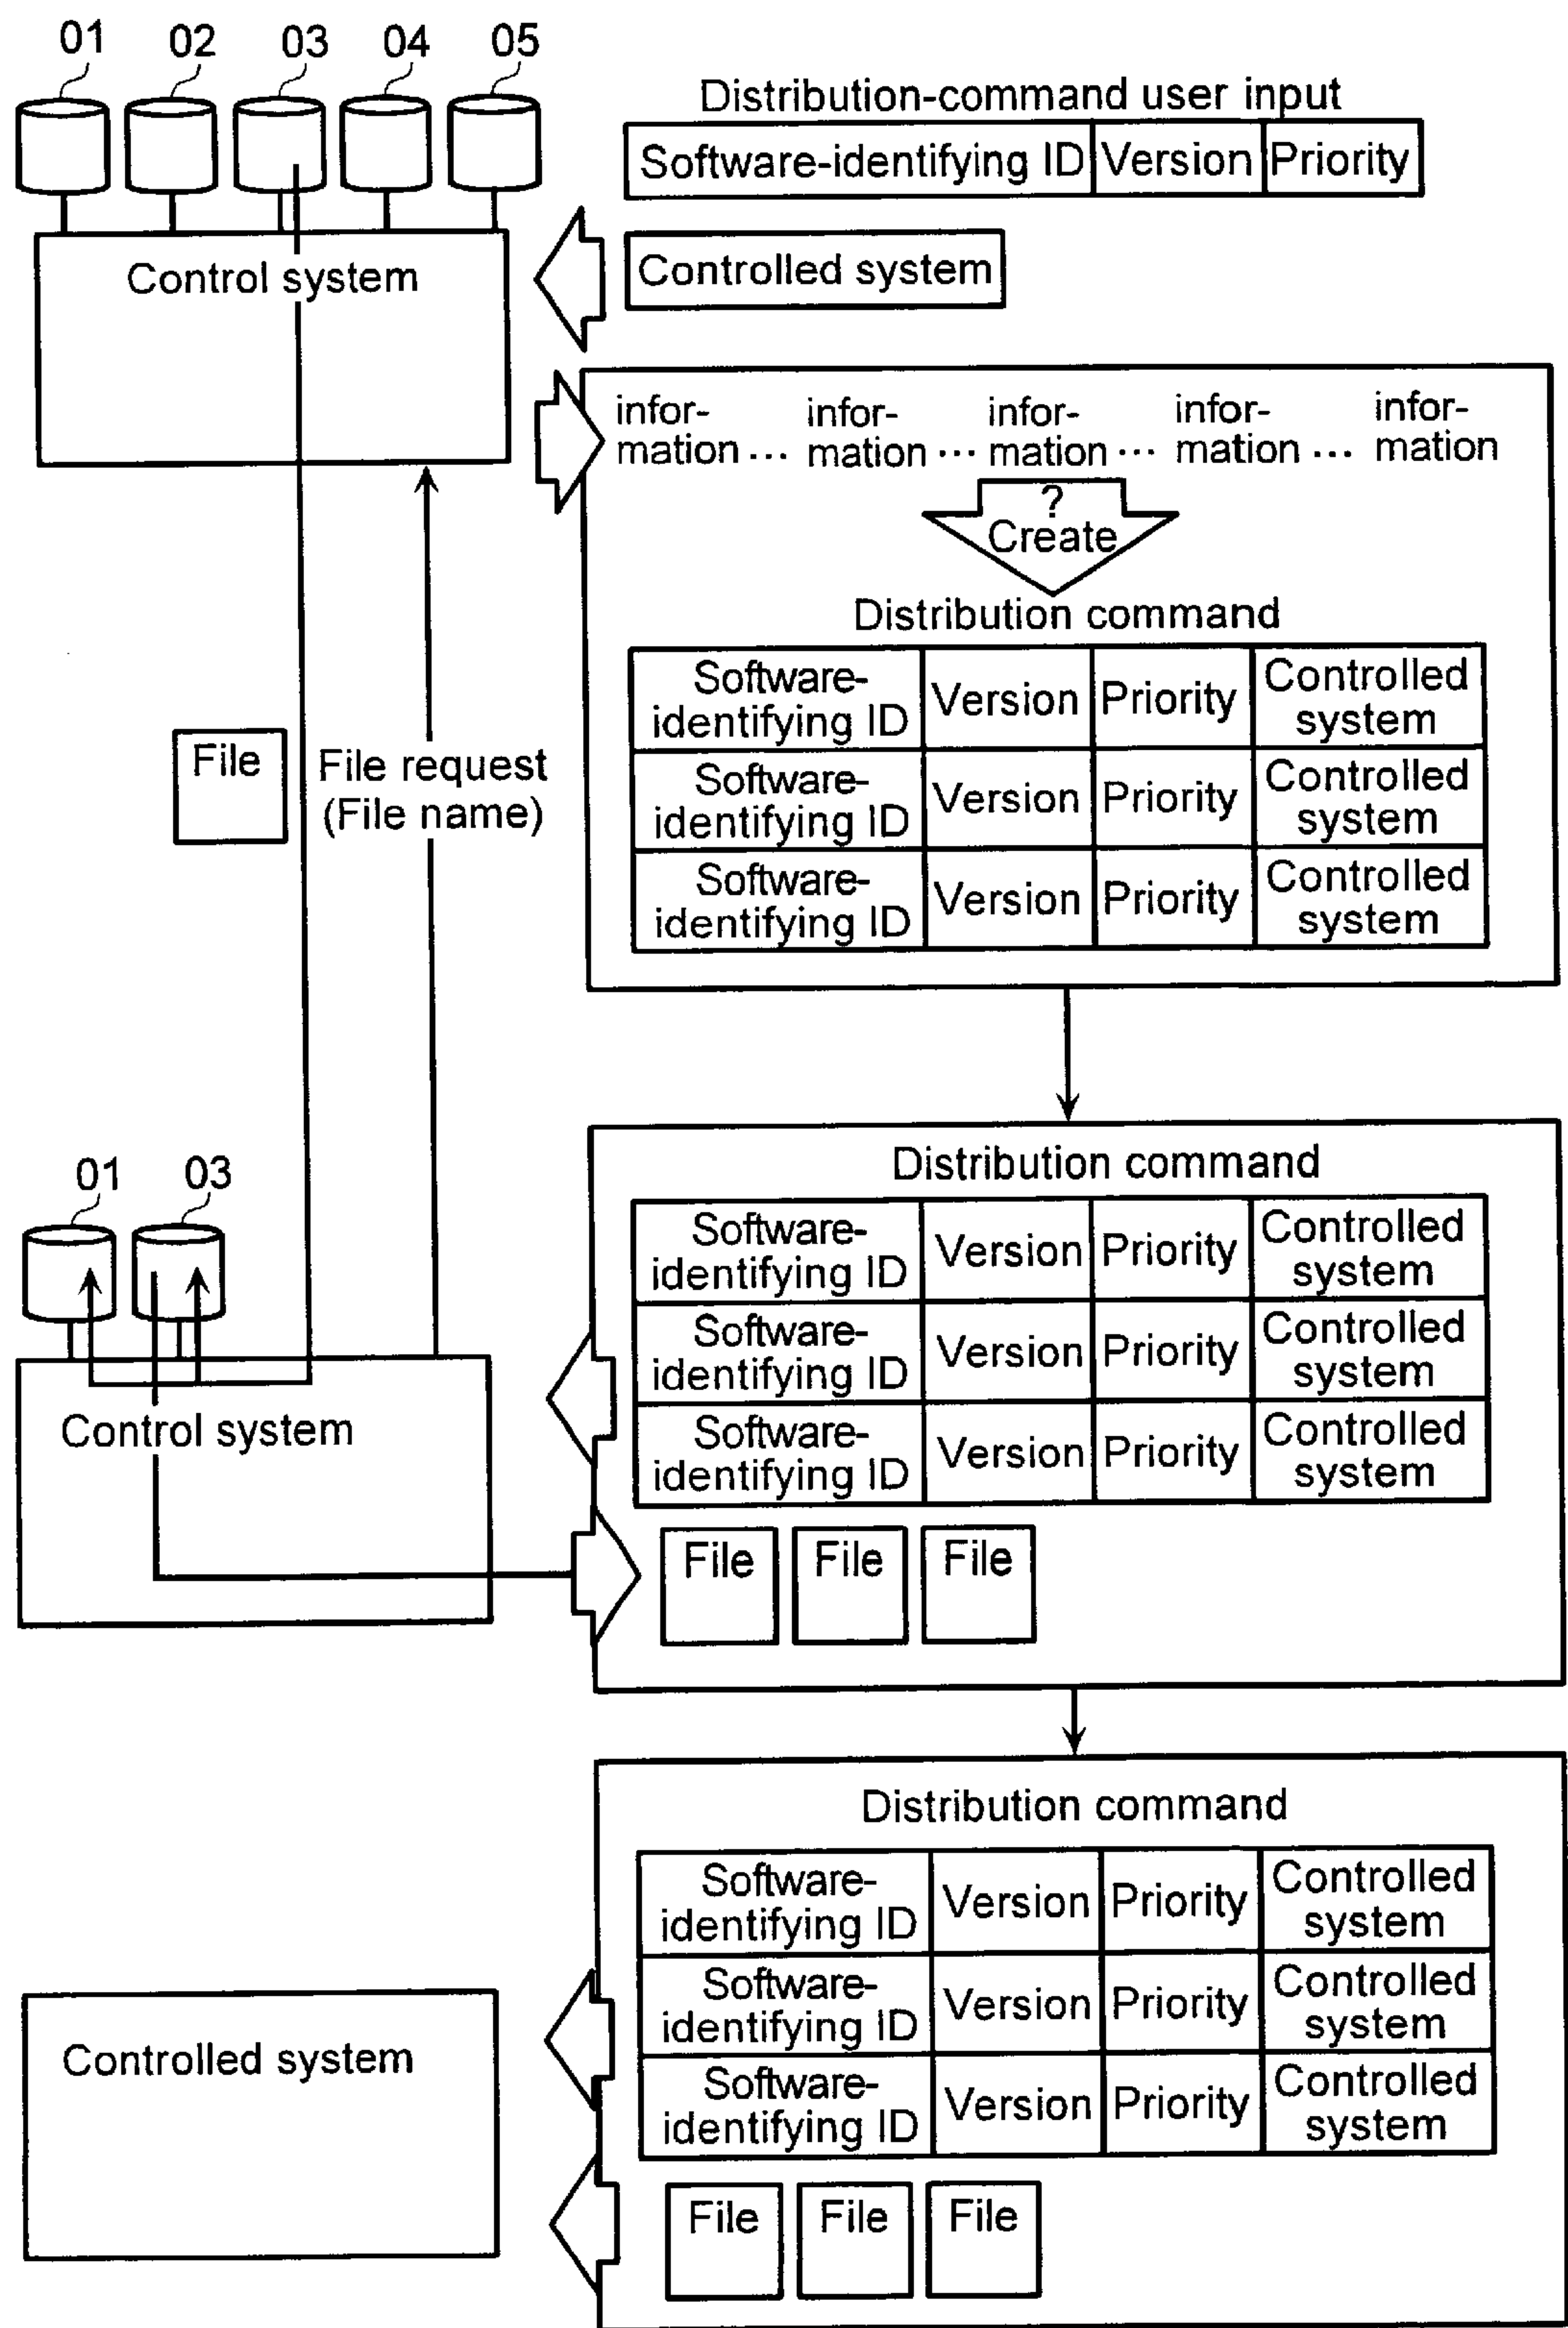 01 02 03 04 05
Distribution-command user input
Software-identifying ID Version Priority
Control system
Controlled system
infor-
mation ... infor-
mation ... infor-
mation ... infor-
mation ... infor-
mation
?
Create
Distribution command
Software-
identifying ID Version Priority Controlled
system
Software-
identifying ID Version Priority Controlled
system
Software-
identifying ID Version Priority Controlled
system
File
File request
(File name)
01 03
Control system
Distribution command
Software-
identifying ID Version Priority Controlled
system
Software-
identifying ID Version Priority Controlled
system
Software-
identifying ID Version Priority Controlled
system
File File File
Controlled system
Distribution command
Software-
identifying ID Version Priority Controlled
system
Software-
identifying ID Version Priority Controlled
system
Software-
identifying ID Version Priority Controlled
system
File File File